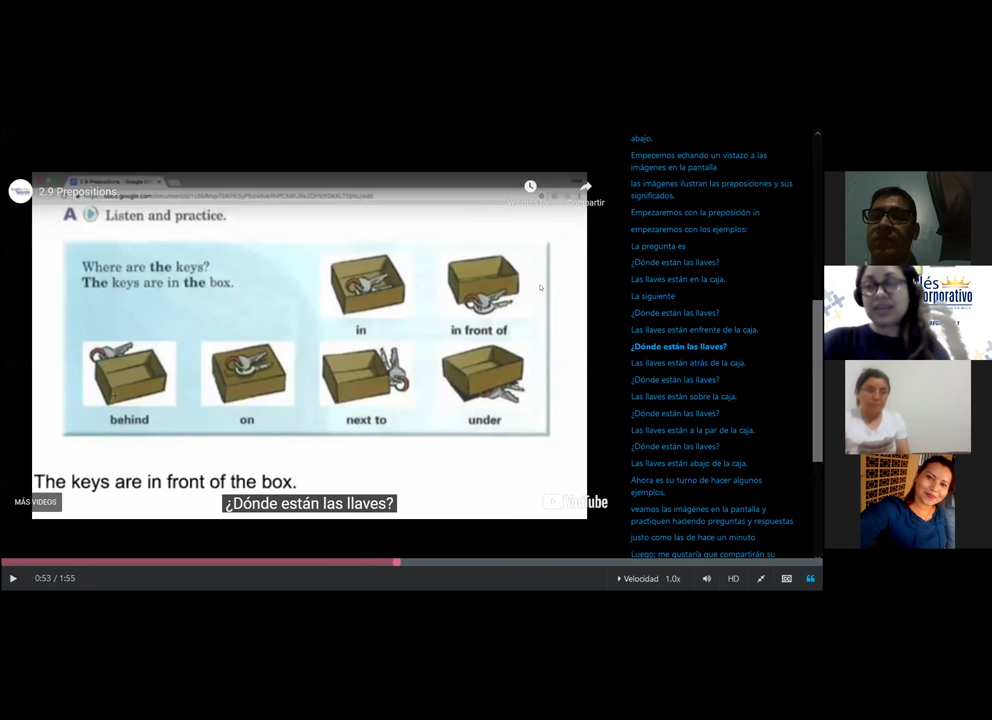 2.9 Prepositions
A Listen and practice.
Compartir
Where are the keys?
The keys are in the box.
in
in front of
behind
on
next to
under
The keys are in front of the box.
MÁS VIDEOS
¿Dónde están las llaves?
YouTube
0:53 / 1:55
Velocidad 1.0x
HD
abajo.
Empecemos echando un vistazo a las
imágenes en la pantalla
las imágenes ilustran las preposiciones y sus
significados.
Empezaremos con la preposición in
empezaremos con los ejemplos:
La pregunta es
¿Dónde están las llaves?
Las llaves están en la caja.
La siguiente
¿Dónde están las llaves?
Las llaves están enfrente de la caja.
¿Dónde están las llaves?
Las llaves están atrás de la caja.
¿Dónde están las llaves?
Las llaves están sobre la caja.
¿Dónde están las llaves?
Las llaves están a la par de la caja.
¿Dónde están las llaves?
Las llaves están abajo de la caja.
Ahora es su turno de hacer algunos
ejemplos.
veamos las imágenes en la pantalla y
practiquen haciendo preguntas y respuestas
justo como las de hace un minuto
Luego: me gustaría que compartirán su